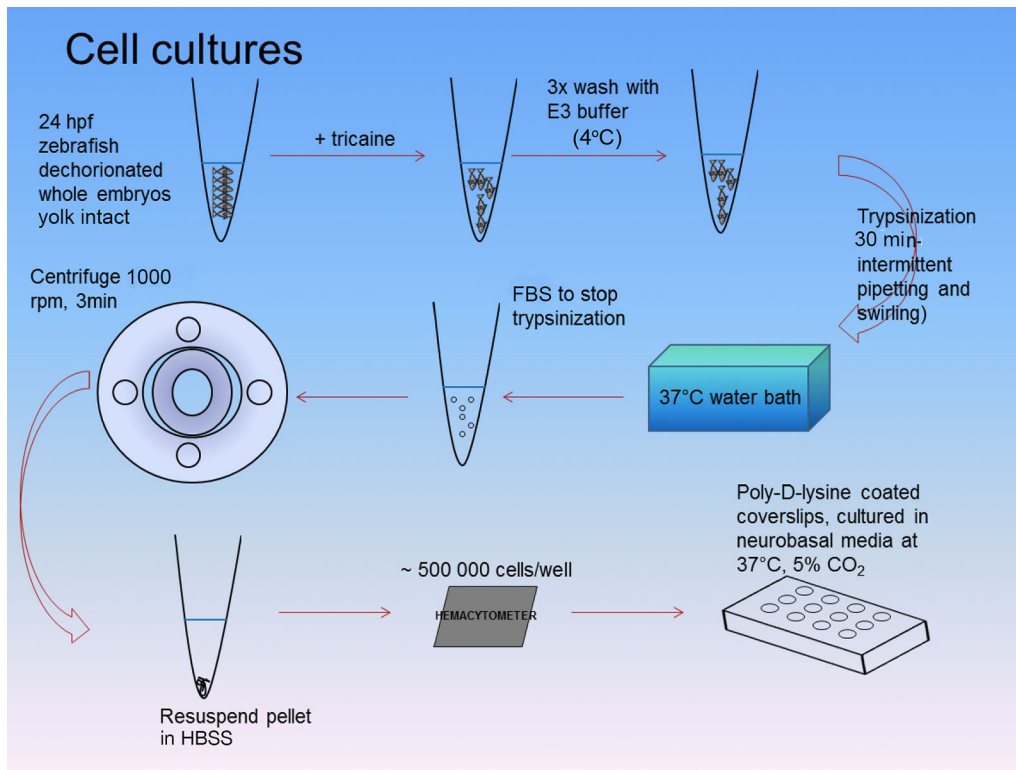 Cell cultures
24 hpf
zebrafish
dechorionated
whole embryos
yolk intact
+ tricaine
3x wash with
E3 buffer
(4°C)
Trypsinization
30 min-
intermittent
pipetting and
swirling)
37°C water bath
FBS to stop
trypsinization
Centrifuge 1000
rpm, 3min
Resuspend pellet
in HBSS
~ 500 000 cells/well
HEMACYTOMETER
Poly-D-lysine coated
coverslips, cultured in
neurobasal media at
37°C, 5% CO₂